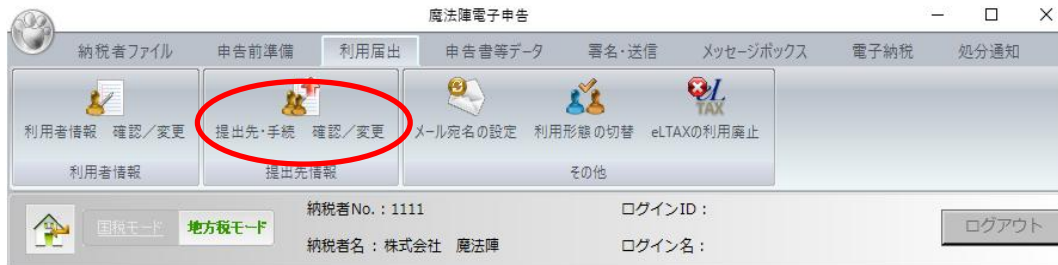 魔法陣電子申告
納税者ファイル 申告前準備 利用届出 申告書等データ 署名・送信 メッセージボックス 電子納税 処分通知
利用者情報 確認／変更 提出先・手続 確認／変更 メール宛名の設定 利用形態の切替 eLTAXの利用廃止
eL TAX
利用者情報 提出先情報 その他
国税モード 地方税モード
納税者No.：1111 ログインID：
納税者名：株式会社 魔法陣 ログイン名：
ログアウト